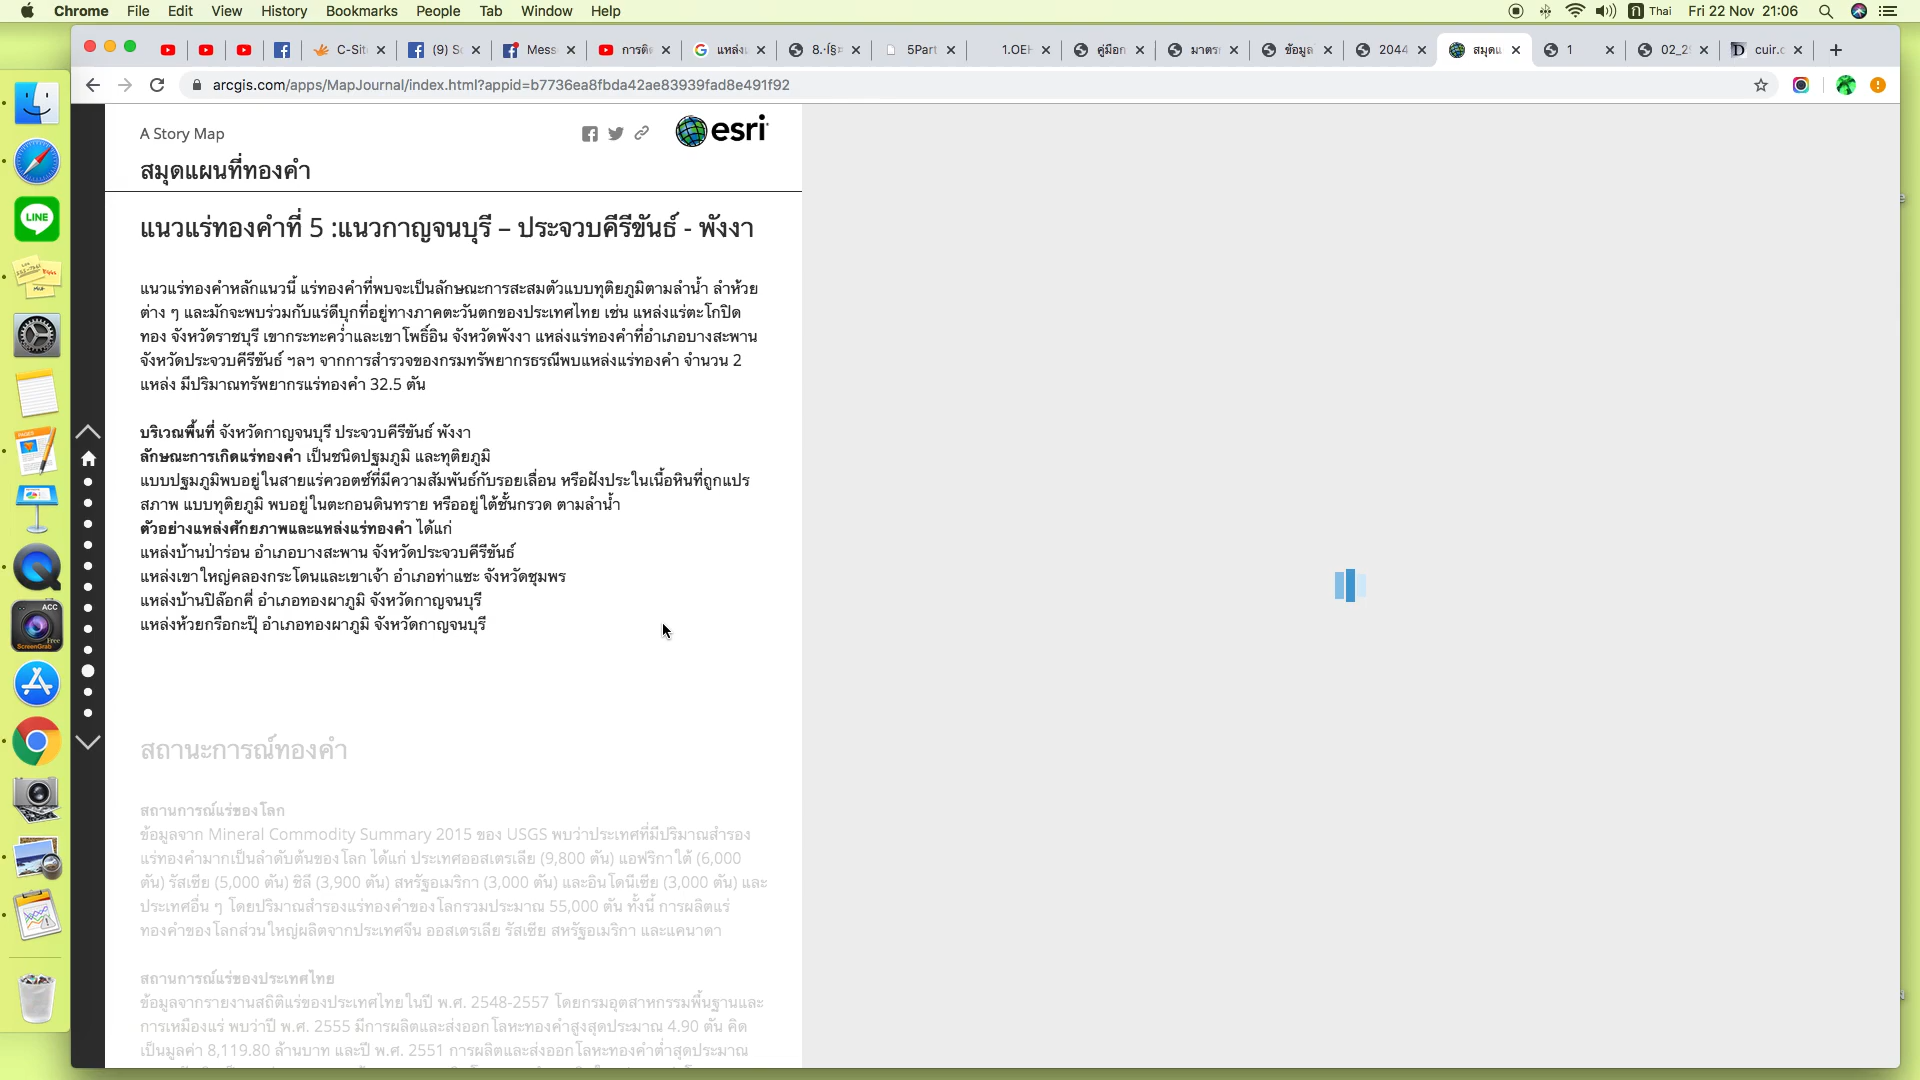 Chrome File Edit View History Bookmarks People Tab Window Help
Thai Fri 22 Nov 21:06
C-Sit (9) Se Mess การติด แหล่งเ 8.·Í§¤ 5Part 1.OEH คู่มือก มาตร ข้อมูล 2044 สมุดแ 1 02_2 cuir.c
arcgis.com/apps/MapJournal/index.html?appid=b7736ea8fbda42ae83939fad8e491f92
A Story Map
esri
สมุดแผนที่ทองคำ
แนวแร่ทองคำที่ 5 :แนวกาญจนบุรี – ประจวบคีรีขันธ์ - พังงา
แนวแร่ทองคำหลักแนวนี้ แร่ทองคำที่พบจะเป็นลักษณะการสะสมตัวแบบทุติยภูมิตามลำน้ำ ลำห้วย
ต่าง ๆ และมักจะพบร่วมกับแร่ดีบุกที่อยู่ทางภาคตะวันตกของประเทศไทย เช่น แหล่งแร่ตะโกปิด
ทอง จังหวัดราชบุรี เขากระทะคว่ำและเขาโพธิ์อิน จังหวัดพังงา แหล่งแร่ทองคำที่อำเภอบางสะพาน
จังหวัดประจวบคีรีขันธ์ ฯลฯ จากการสำรวจของกรมทรัพยากรธรณีพบแหล่งแร่ทองคำ จำนวน 2
แหล่ง มีปริมาณทรัพยากรแร่ทองคำ 32.5 ตัน
บริเวณพื้นที่ จังหวัดกาญจนบุรี ประจวบคีรีขันธ์ พังงา
ลักษณะการเกิดแร่ทองคำ เป็นชนิดปฐมภูมิ และทุติยภูมิ
แบบปฐมภูมิพบอยู่ในสายแร่ควอตซ์ที่มีความสัมพันธ์กับรอยเลื่อน หรือฝังประในเนื้อหินที่ถูกแปร
สภาพ แบบทุติยภูมิ พบอยู่ในตะกอนดินทราย หรืออยู่ใต้ชั้นกรวด ตามลำน้ำ
ตัวอย่างแหล่งศักยภาพและแหล่งแร่ทองคำ ได้แก่
แหล่งบ้านป่าร่อน อำเภอบางสะพาน จังหวัดประจวบคีรีขันธ์
แหล่งเขาใหญ่คลองกระโดนและเขาเจ้า อำเภอท่าแซะ จังหวัดชุมพร
แหล่งบ้านปิล๊อกคี่ อำเภอทองผาภูมิ จังหวัดกาญจนบุรี
แหล่งห้วยกรือกะปุ๊ อำเภอทองผาภูมิ จังหวัดกาญจนบุรี
สถานะการณ์ทองคำ
สถานการณ์แร่ของโลก
ข้อมูลจาก Mineral Commodity Summary 2015 ของ USGS พบว่าประเทศที่มีปริมาณสำรอง
แร่ทองคำมากเป็นลำดับต้นของโลก ได้แก่ ประเทศออสเตรเลีย (9,800 ตัน) แอฟริกาใต้ (6,000
ตัน) รัสเซีย (5,000 ตัน) ชิลี (3,900 ตัน) สหรัฐอเมริกา (3,000 ตัน) และอินโดนีเซีย (3,000 ตัน) และ
ประเทศอื่น ๆ โดยปริมาณสำรองแร่ทองคำของโลกรวมประมาณ 55,000 ตัน ทั้งนี้ การผลิตแร่
ทองคำของโลกส่วนใหญ่ผลิตจากประเทศจีน ออสเตรเลีย รัสเซีย สหรัฐอเมริกา และแคนาดา
สถานการณ์แร่ของประเทศไทย
ข้อมูลจากรายงานสถิติแร่ของประเทศไทยในปี พ.ศ. 2548-2557 โดยกรมอุตสาหกรรมพื้นฐานและ
การเหมืองแร่ พบว่าปี พ.ศ. 2555 มีการผลิตและส่งออกโลหะทองคำสูงสุดประมาณ 4.90 ตัน คิด
เป็นมูลค่า 8,119.80 ล้านบาท และปี พ.ศ. 2551 การผลิตและส่งออกโลหะทองคำต่ำสุดประมาณ